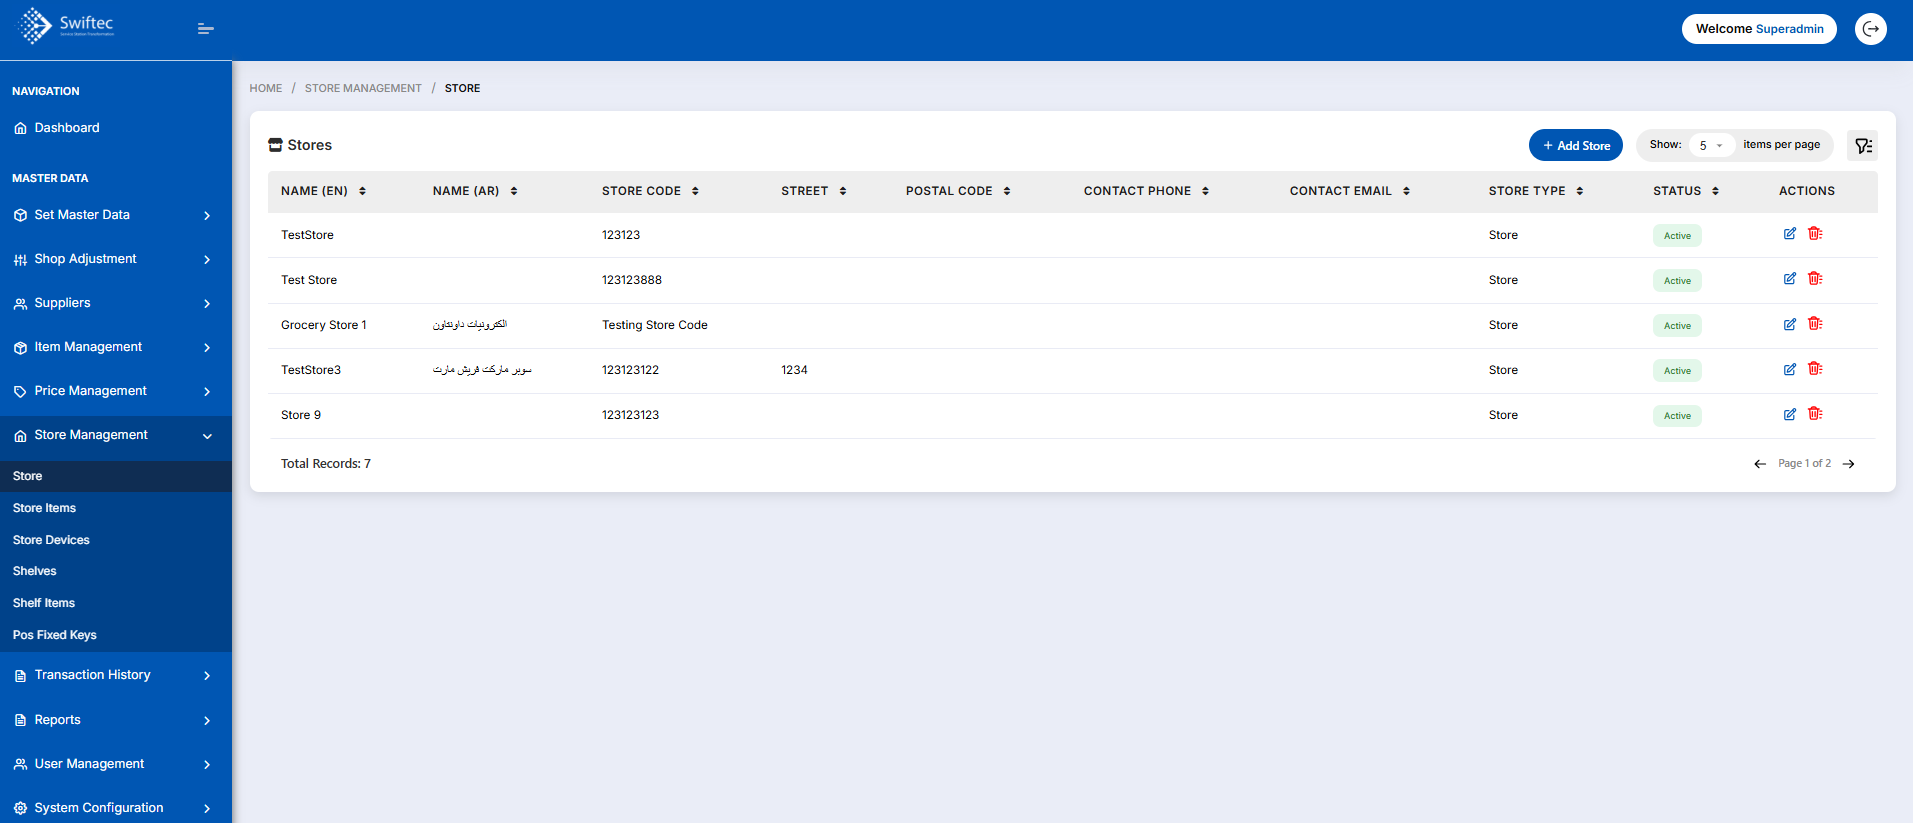 Swiftec
Service Station Transformation
Welcome Superadmin
NAVIGATION
Dashboard
MASTER DATA
Set Master Data
Shop Adjustment
Suppliers
Item Management
Price Management
Store Management
Store
Store Items
Store Devices
Shelves
Shelf Items
Pos Fixed Keys
Transaction History
Reports
User Management
System Configuration
HOME / STORE MANAGEMENT / STORE
Stores
+ Add Store
Show: 5 items per page
NAME (EN) NAME (AR) STORE CODE STREET POSTAL CODE CONTACT PHONE CONTACT EMAIL STORE TYPE STATUS ACTIONS
TestStore 123123 Store Active
Test Store 123123888 Store Active
Grocery Store 1 الكترونيات داونتاون Testing Store Code Store Active
TestStore3 سوبر ماركت فريش مارت 123123122 1234 Store Active
Store 9 123123123 Store Active
Total Records: 7
Page 1 of 2